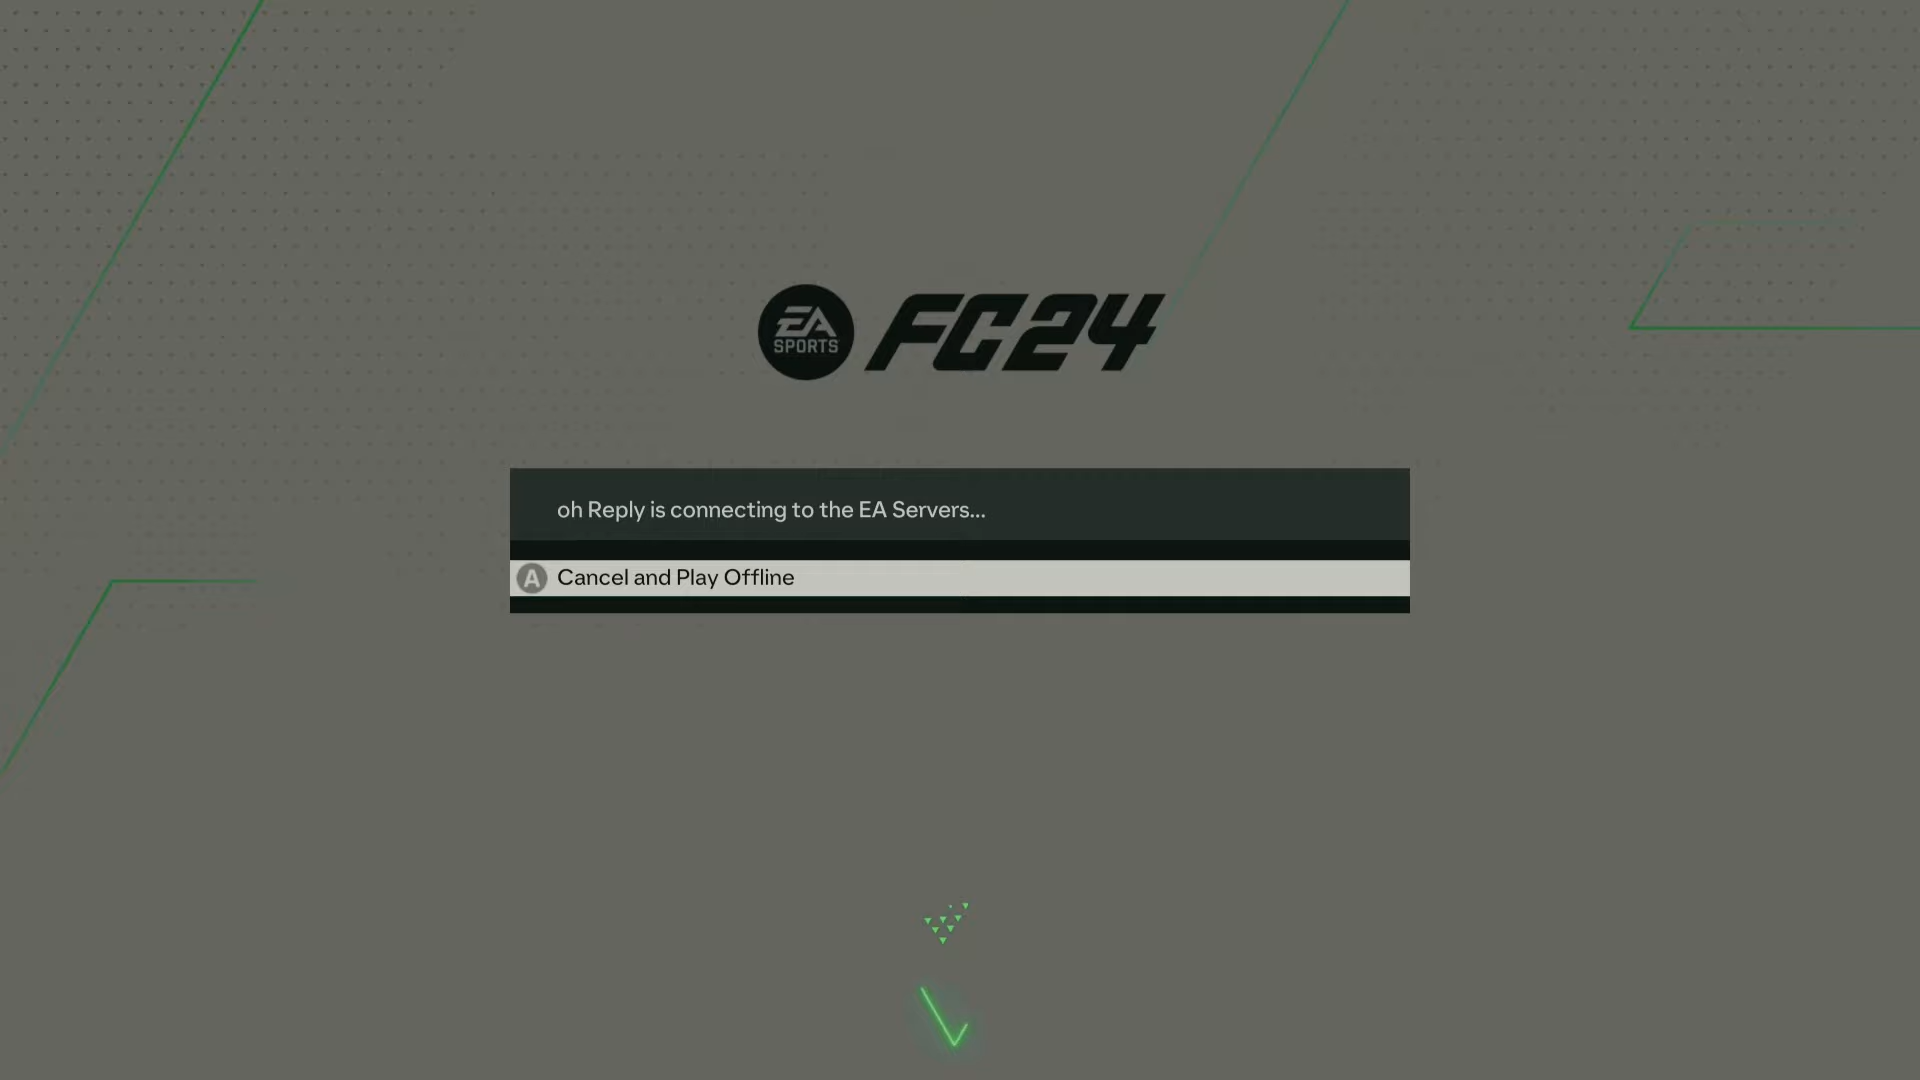 EA
SPORTS
FC24
oh Reply is connecting to the EA Servers...
A Cancel and Play Offline